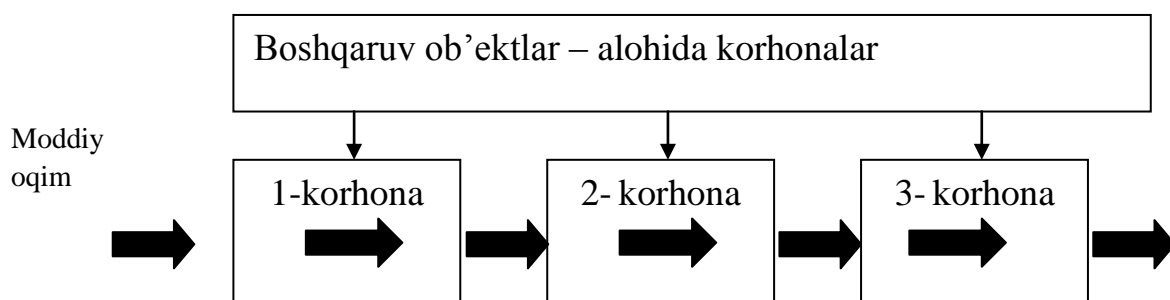 Boshqaruv ob’ektlar – alohida korhonalar
Moddiy
oqim
1-korhona
2- korhona
3- korhona